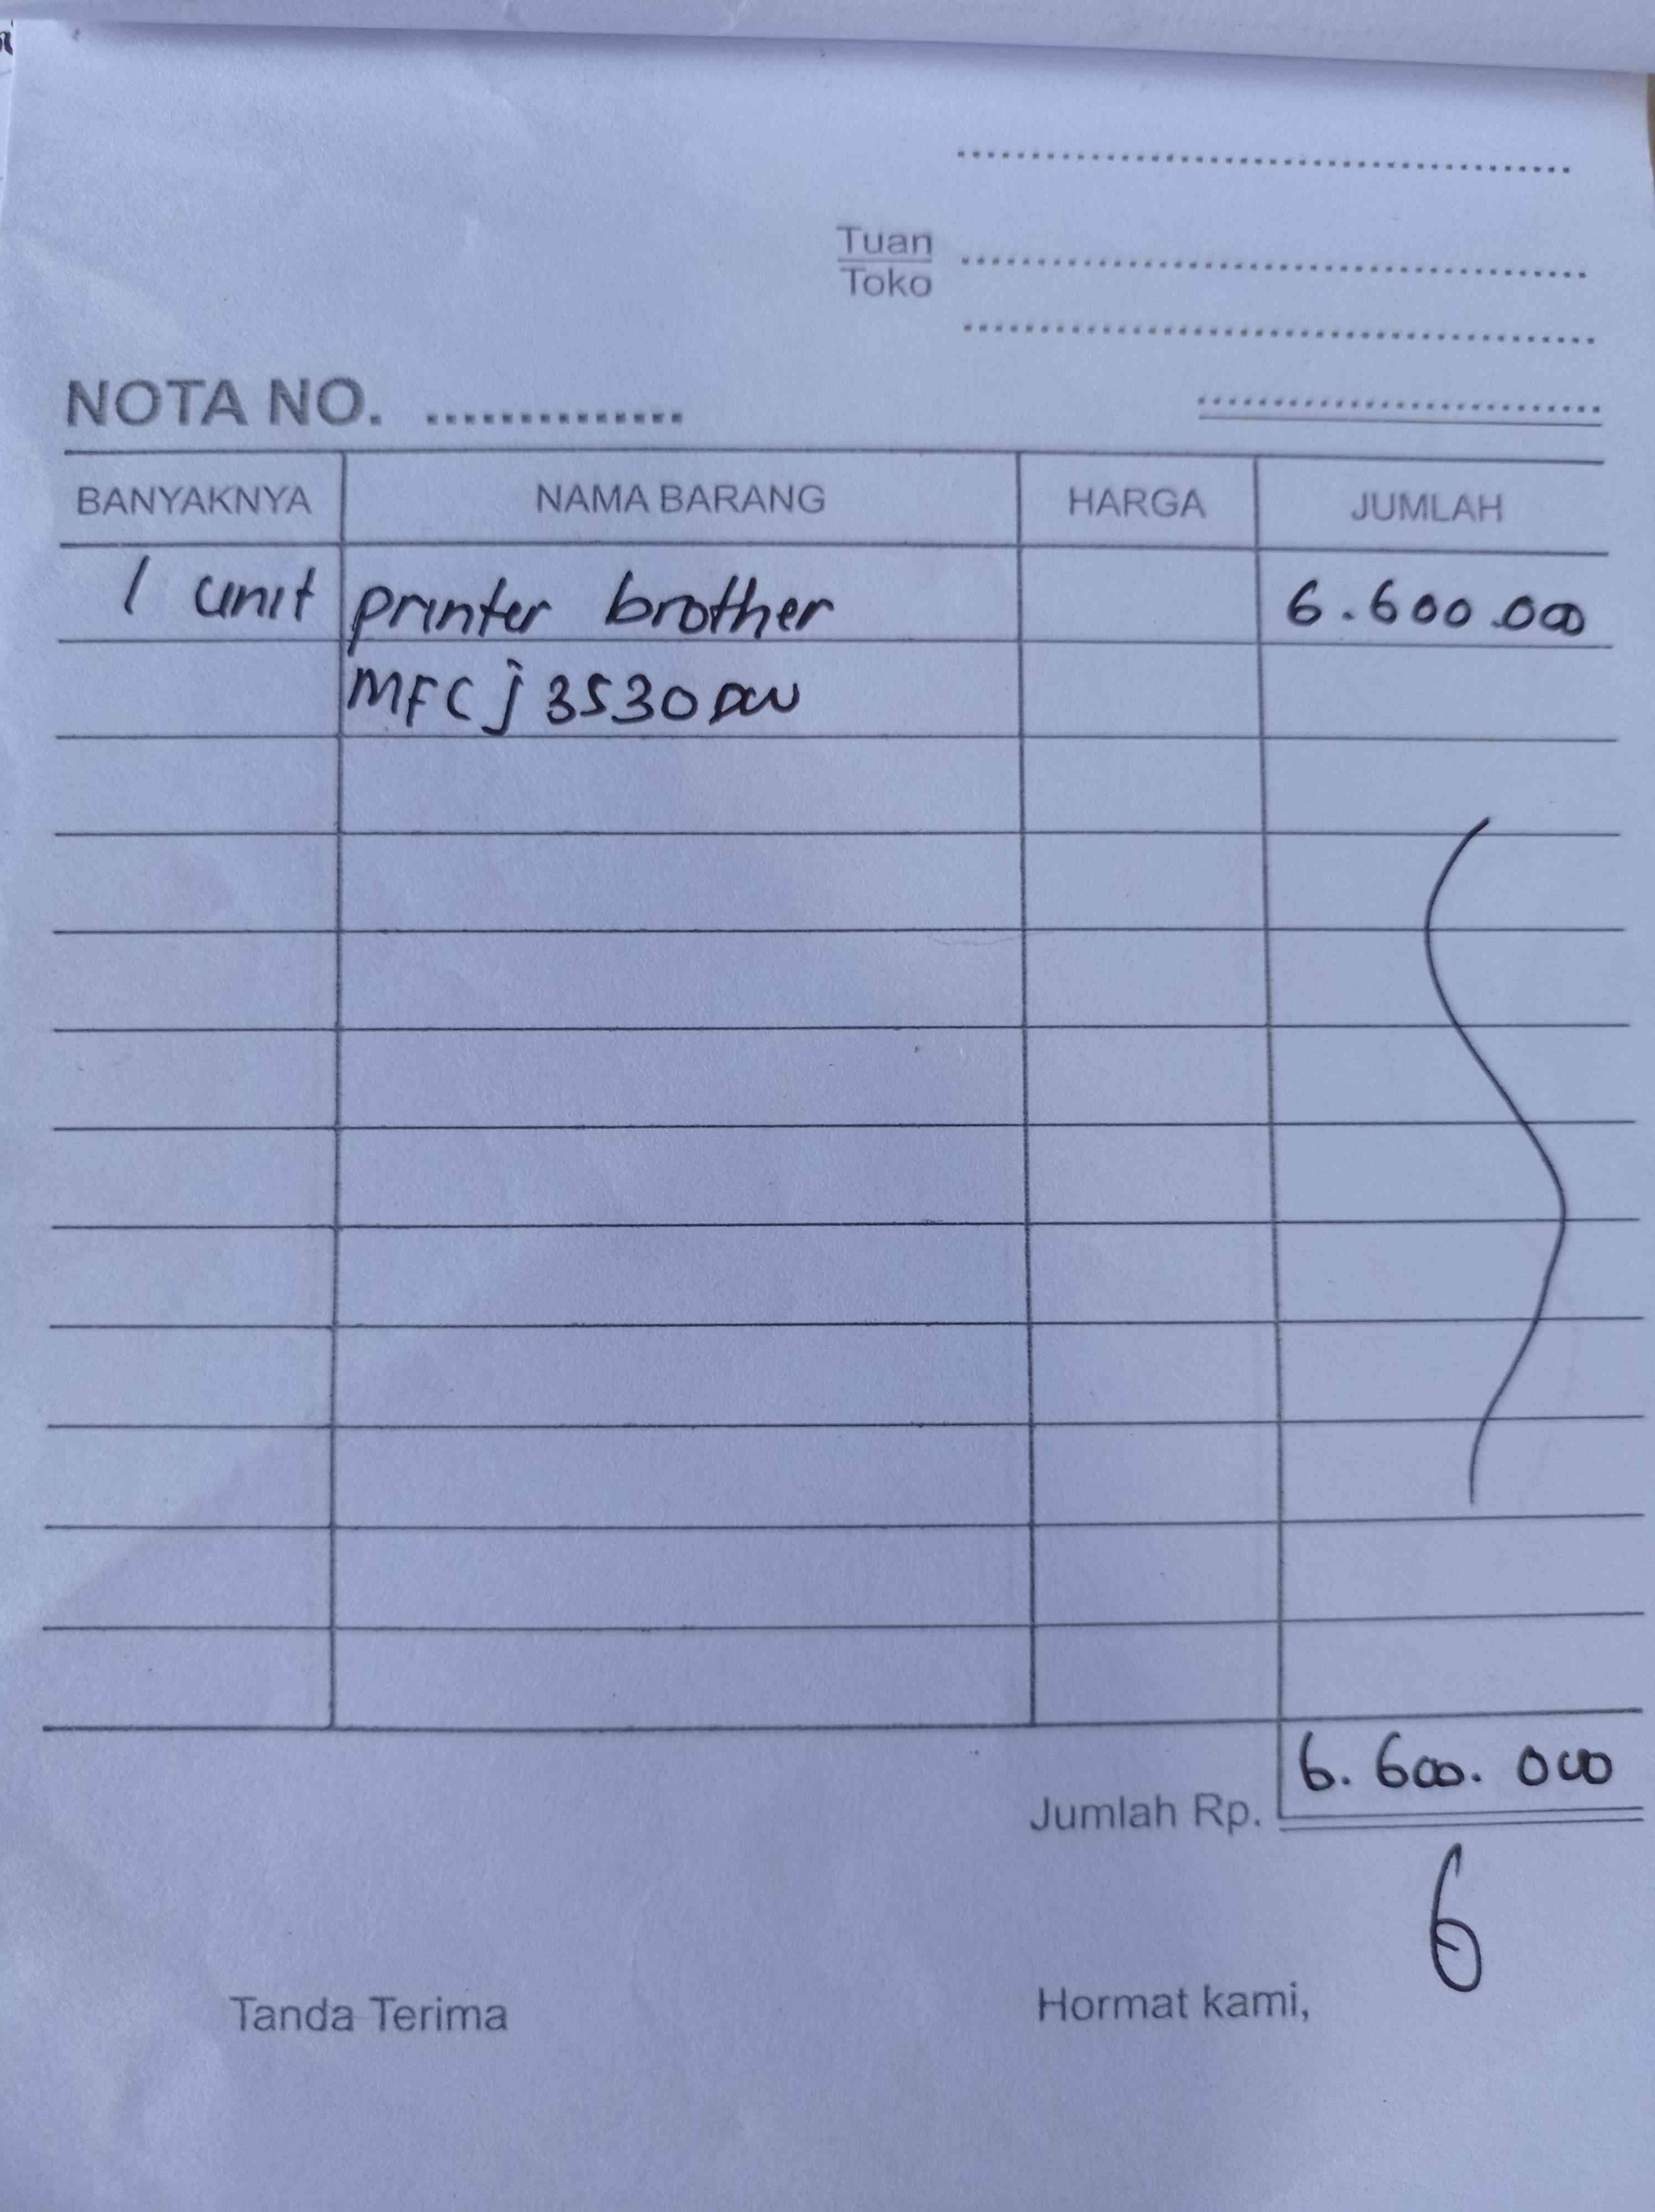 Tuan
Toko
NOTA NO. ...............
BANYAKNYA NAMA BARANG HARGA JUMLAH
1 unit printer brother 6.600.000
MFC j 3530 DW
Jumlah Rp. 6.600.000
6
Tanda Terima Hormat kami,